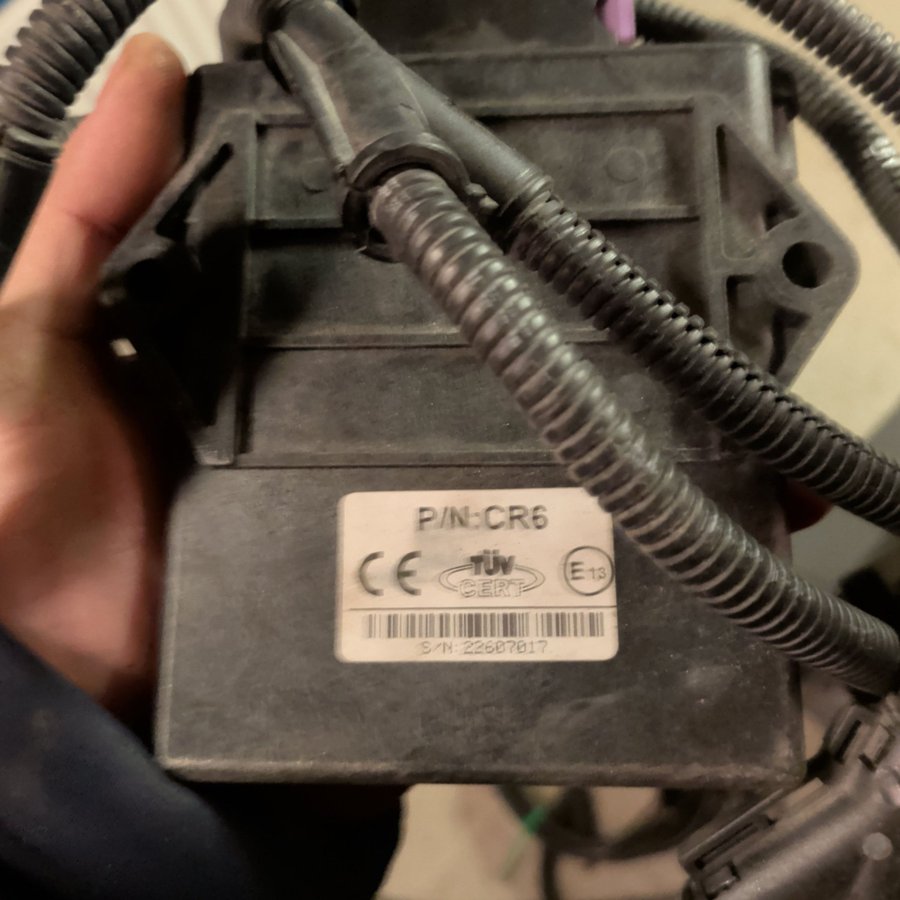 P/N:CR6
CE TÜV CERT E13
S/N:22607017